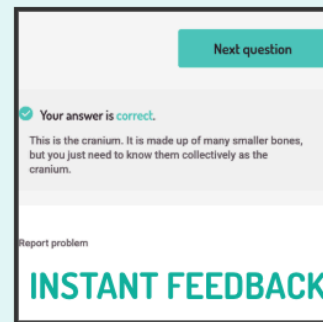 Next question
Your answer is correct.
This is the cranium. It is made up of many smaller bones,
but you just need to know them collectively as the
cranium.
Report problem
INSTANT FEEDBACK